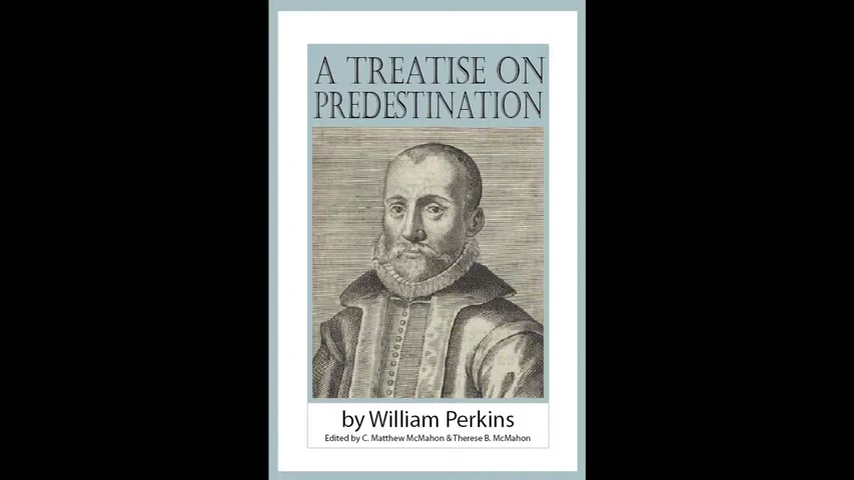 A TREATISE ON
PREDESTINATION
by William Perkins
Edited by C. Matthew McMahon & Therese B. McMahon